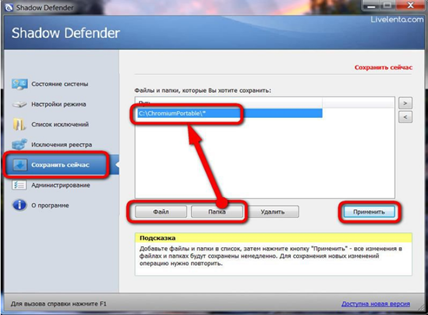 Shadow Defender
Livelenta.com
Shadow Defender
Сохранить сейчас
Состояние системы
Настройки режима
Список исключений
Исключения реестра
Сохранить сейчас
Администрирование
О программе
Файлы и папки, которые Вы хотите сохранить:
C:\ChromiumPortable\*
>
<
Файл
Папка
Удалить
Применить
Подсказка
Добавьте файлы и папки в список, затем нажмите кнопку "Применить" - все изменения в
файлах и папках будут сохранены немедленно. Для сохранения новых изменений
операцию нужно повторить.
Для вызова справки нажмите F1
Доступна новая версия